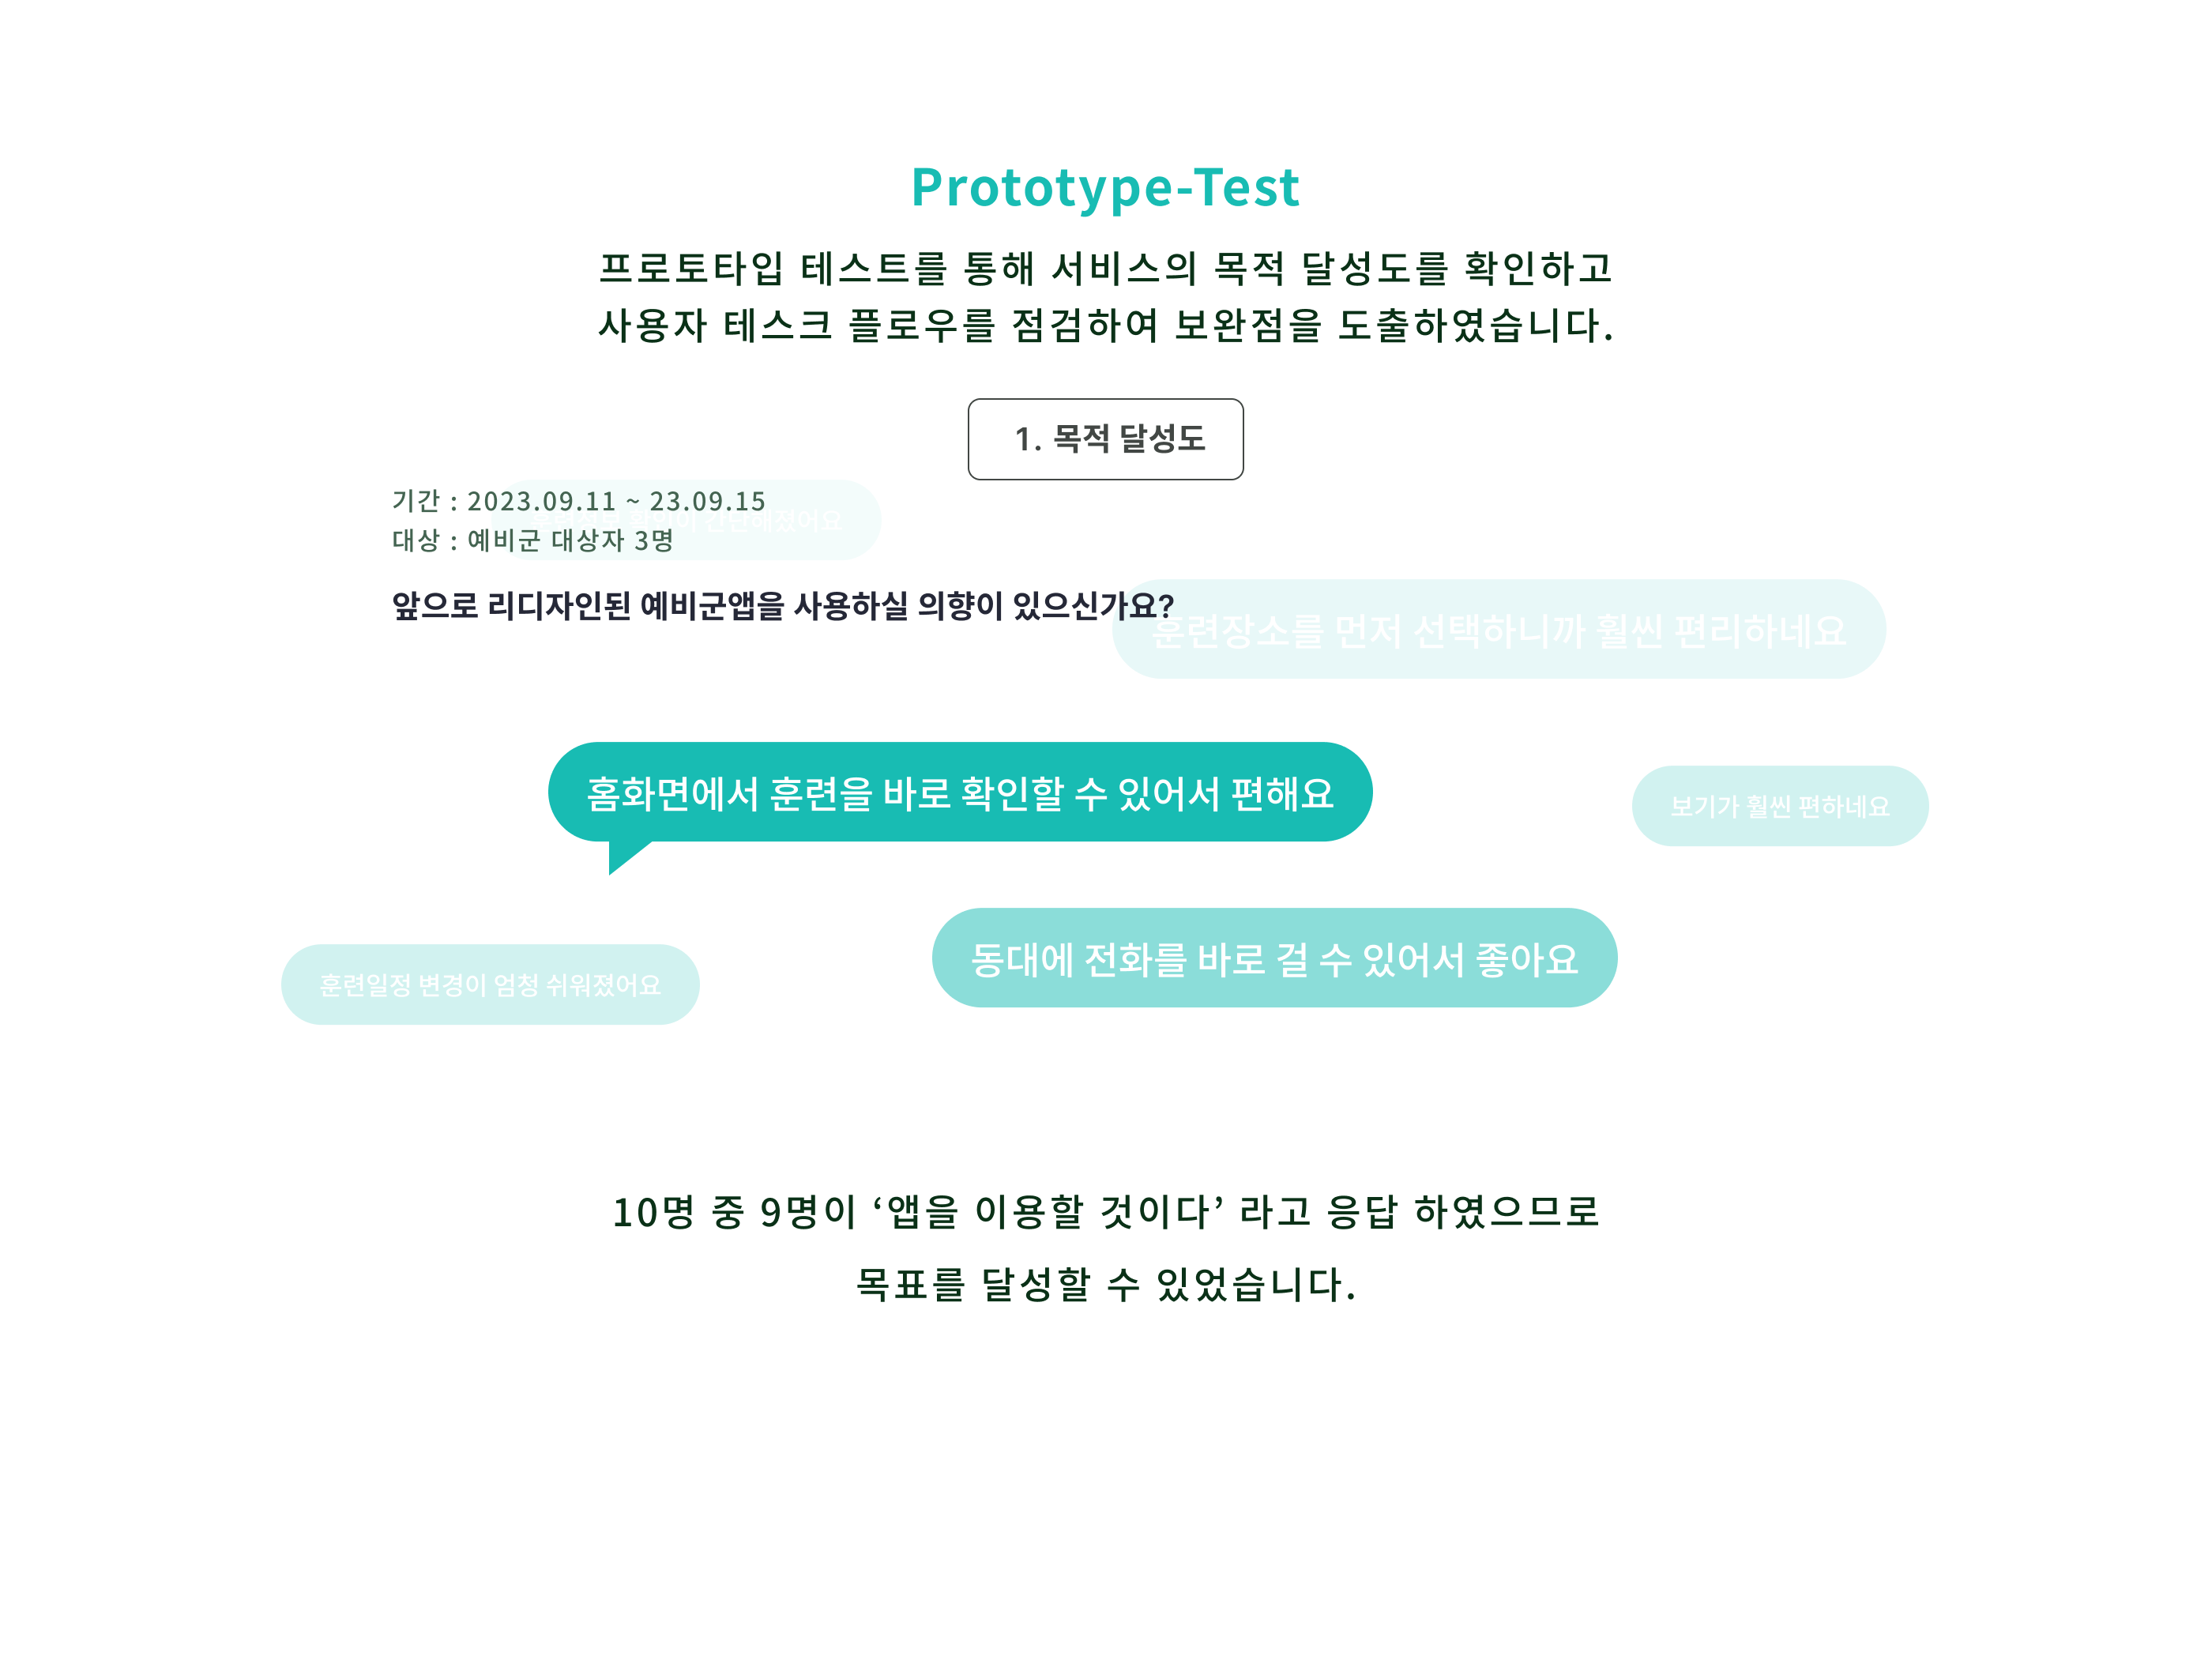 Prototype-Test
프로토타입 테스트를 통해 서비스의 목적 달성도를 확인하고
사용자 테스크 플로우를 점검하여 보완점을 도출하였습니다.
1. 목적 달성도
기간 : 2023.09.11 ~ 23.09.15
확인이 간단해졌어요
대상 : 예비군 대상자 3명
앞으로 리디자인된 예비군앱을 사용하실 의향이 있으신가요?
훈련장소를 먼저 선택하니까 훨씬 편리하네요
홈화면에서 훈련을 바로 확인할 수 있어서 편해요
보기가 훨씬 편하네요
동대에 전화를 바로 걸 수 있어서 좋아요
훈련일정 변경이 엄청 쉬워졌어요
10명 중 9명이 ‘앱을 이용할 것이다’ 라고 응답 하였으므로
목표를 달성할 수 있었습니다.